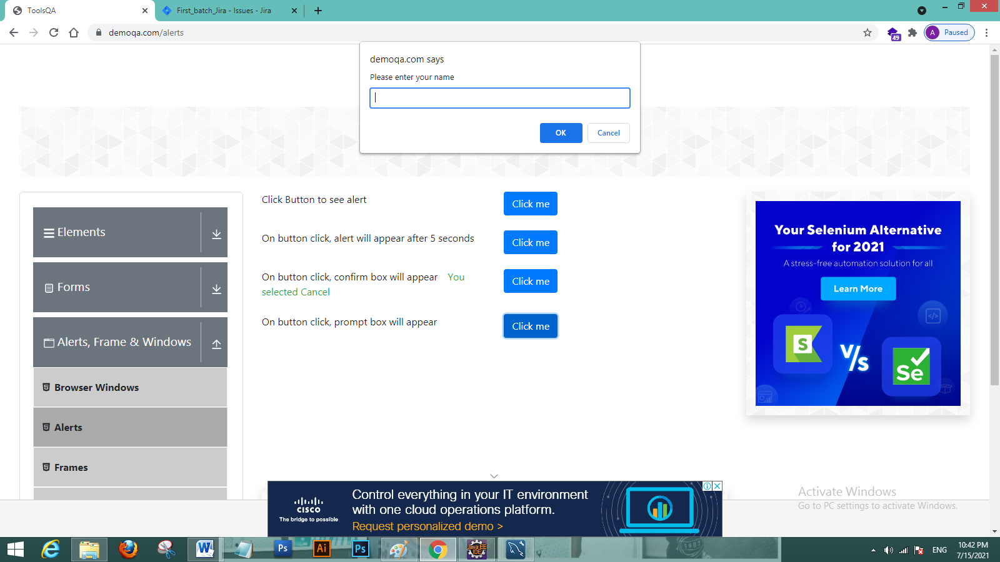 ToolsQA
First_batch_Jira - Issues - Jira
demoqa.com/alerts
49
A
Paused
demoqa.com says
Please enter your name
OK
Cancel
Elements
Forms
Alerts, Frame & Windows
Browser Windows
Alerts
Frames
Click Button to see alert
Click me
On button click, alert will appear after 5 seconds
Click me
On button click, confirm box will appear You
selected Cancel
Click me
On button click, prompt box will appear
Click me
Your Selenium Alternative
for 2021
A stress-free automation solution for all
Learn More
S
V/s
Se
CISCO
The bridge to possible
Control everything in your IT environment
with one cloud operations platform.
Request personalized demo >
Activate Windows
Go to PC settings to activate Windows.
W
Ps
Ai
Ps
Java EE
IDE
ENG
10:42 PM
7/15/2021